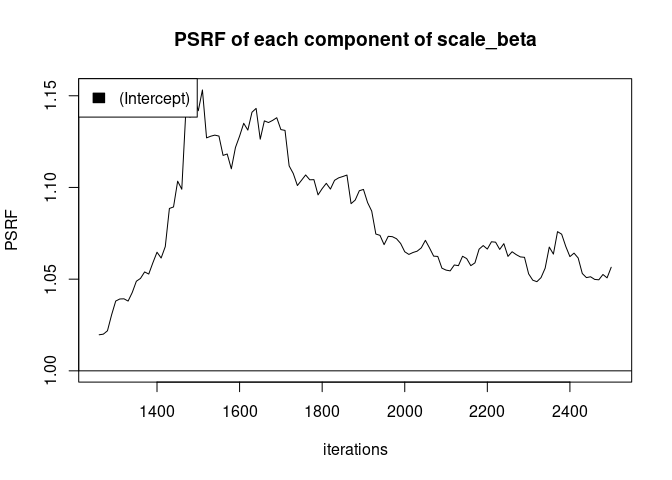 PSRF of each component of scale_beta
(Intercept)
PSRF
1.15
1.10
1.05
1.00
1400 1600 1800 2000 2200 2400
iterations